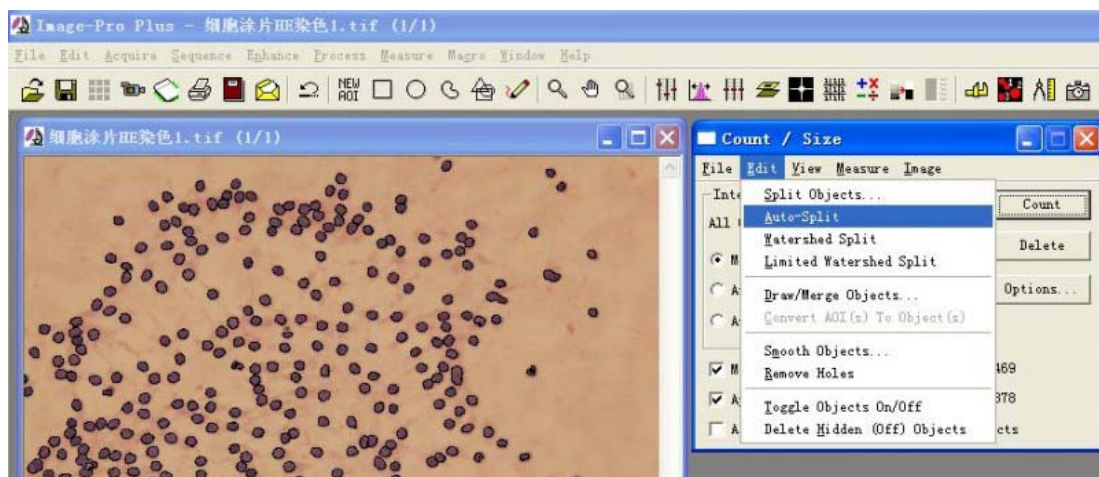 Image-Pro Plus - 细胞涂片HE染色1.tif (1/1)
File Edit Acquire Sequence Enhance Process Measure Macro Window Help
NEW AOI
细胞涂片HE染色1.tif (1/1)
Count / Size
File Edit View Measure Image
Split Objects...
Count
Auto-Split
All
Watershed Split
Delete
Limited Watershed Split
Options...
Draw/Merge Objects...
Convert AOI(s) To Object(s)
Smooth Objects...
469
Remove Holes
378
Toggle Objects On/Off
Delete Hidden (Off) Objects